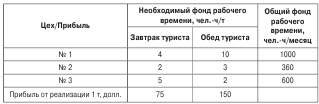 Цех/Прибыль
Необходимый фонд рабочего
времени, чел.-ч/т
Общий фонд
рабочего
времени,
чел.-ч/месяц
Завтрак туриста
Обед туриста
№ 1 4 10 1000
№ 2 2 3 360
№ 3 5 2 600
Прибыль от реализации 1 т, долл. 75 150